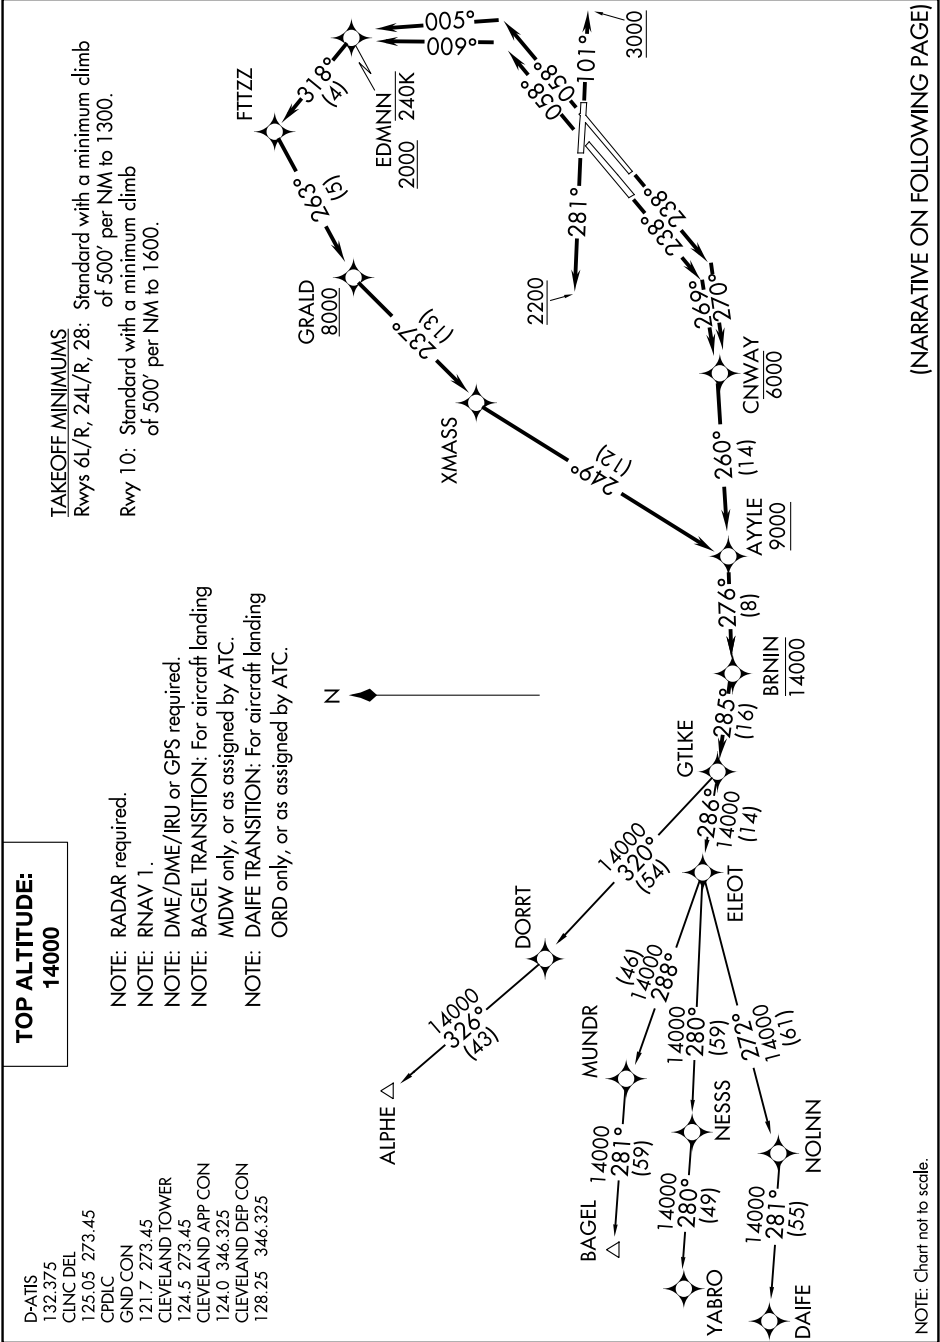 D-ATIS
132.375
CLNC DEL
125.05 273.45
CPDLC
GND CON
121.7 273.45
CLEVELAND TOWER
124.5 273.45
CLEVELAND APP CON
124.0 346.325
CLEVELAND DEP CON
128.25 346.325
TOP ALTITUDE:
14000
NOTE: RADAR required.
NOTE: RNAV 1.
NOTE: DME/DME/IRU or GPS required.
NOTE: BAGEL TRANSITION: For aircraft landing
MDW only, or as assigned by ATC.
NOTE: DAIFE TRANSITION: For aircraft landing
ORD only, or as assigned by ATC.
TAKEOFF MINIMUMS
Rwys 6L/R, 24L/R, 28: Standard with a minimum climb
of 500' per NM to 1300.
Rwy 10: Standard with a minimum climb
of 500' per NM to 1600.
N
FTTZZ
318°
(4)
005°
009°
EDMNN
2000 240K
263°
(5)
GRALD
8000
058°
058°
101°
3000
237°
(13)
281°
2200
XMASS
238°
238°
249°
(12)
269°
270°
CNWAY
6000
260°
(14)
AYYLE
9000
276°
(8)
BRNIN
14000
285°
(16)
GTLKE
286°
14000
(14)
ELEOT
14000
320°
(54)
DORRT
14000
326°
(43)
ALPHE
(46)
14000
288°
MUNDR
14000
281°
(59)
BAGEL
14000
280°
(59)
NESSS
14000
280°
(49)
YABRO
272°
14000
(61)
NOLNN
14000
281°
(55)
DAIFE
NOTE: Chart not to scale.
(NARRATIVE ON FOLLOWING PAGE)